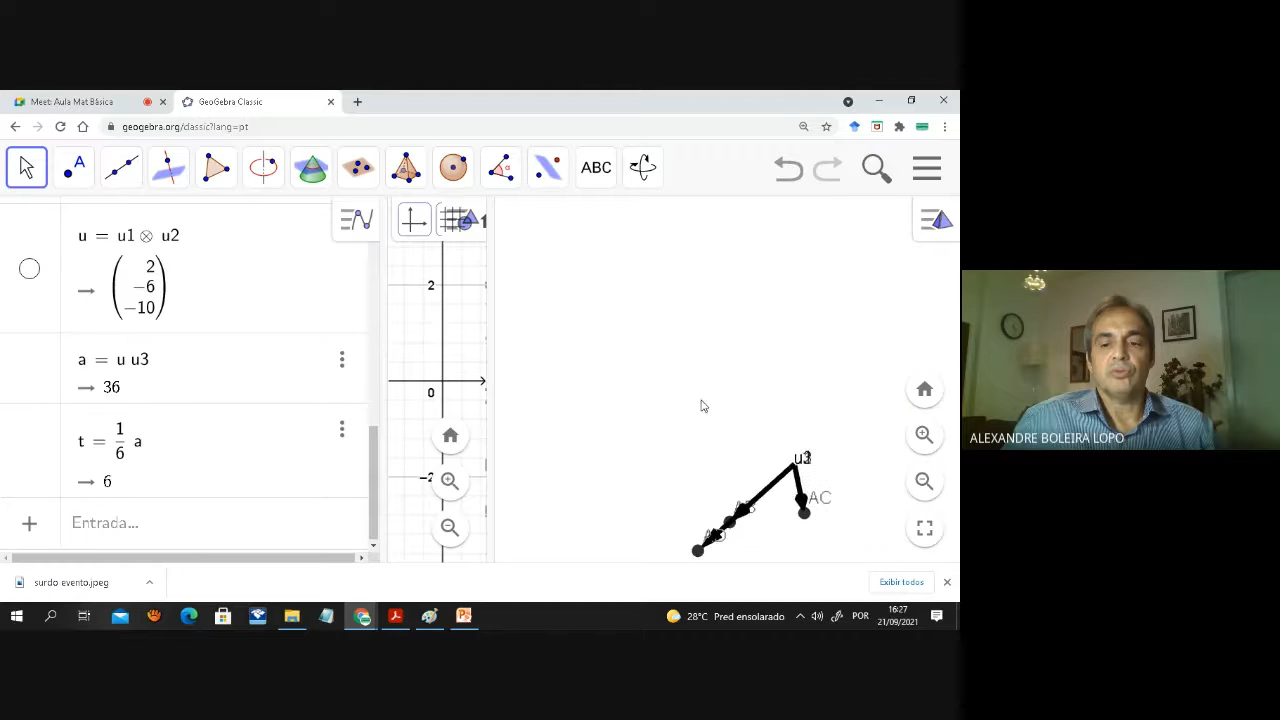 Meet: Aula Mat Básica
GeoGebra Classic
geogebra.org/classic?lang=pt
A
ABC
u = u1 ⊗ u2
→ ( 2
−6
−10 )
a = u u3
→ 36
t = 1/6 a
→ 6
Entrada...
2
0
u3
AC
ALEXANDRE BOLEIRA LOPO
surdo evento.jpeg
Exibir todos
28°C Pred ensolarado
POR
16:27
21/09/2021